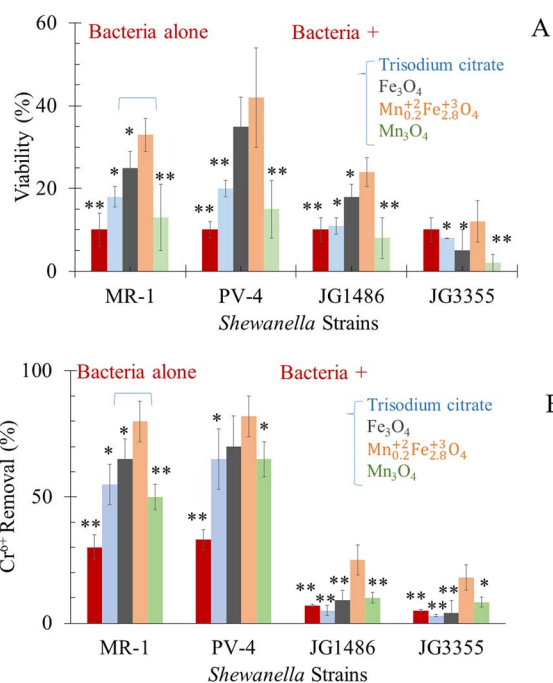 A
60
40
20
0
Viability (%)
Bacteria alone
Bacteria +
Trisodium citrate
Fe₃O₄
Mn⁺²₀.₂Fe⁺³₂.₈O₄
Mn₃O₄
** * * **
** ** **
** * * **
* * **
MR-1 PV-4 JG1486 JG3355
Shewanella Strains
100
50
0
Cr⁶⁺ Removal (%)
Bacteria alone
Bacteria +
Trisodium citrate
Fe₃O₄
Mn⁺²₀.₂Fe⁺³₂.₈O₄
Mn₃O₄
** * * **
** * *
** ** ** **
** ** ** *
MR-1 PV-4 JG1486 JG3355
Shewanella Strains